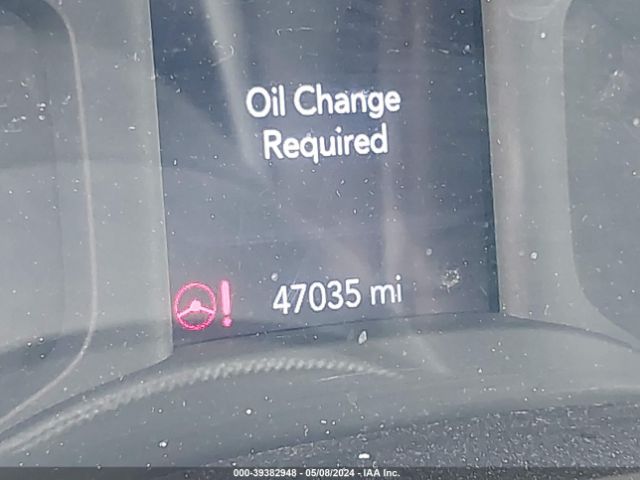 Oil Change
Required
47035 mi
000-39382948 - 05/08/2024 - IAA Inc.